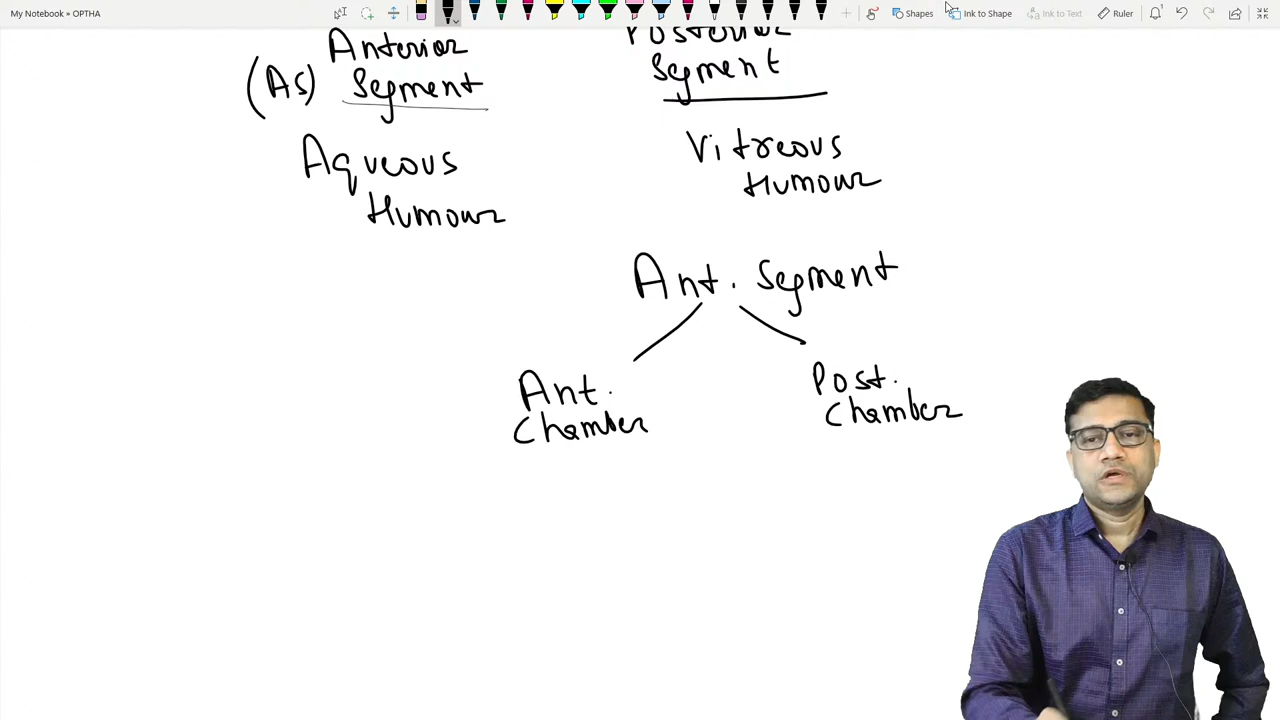 My Notebook » OPTHA
Shapes
Ink to Shape
Ink to Text
Ruler
Anterior
(AS) Segment
Posterior
Segment
Aqueous
Humour
Vitreous
Humour
Ant. Segment
Ant.
Chamber
Post.
Chamber